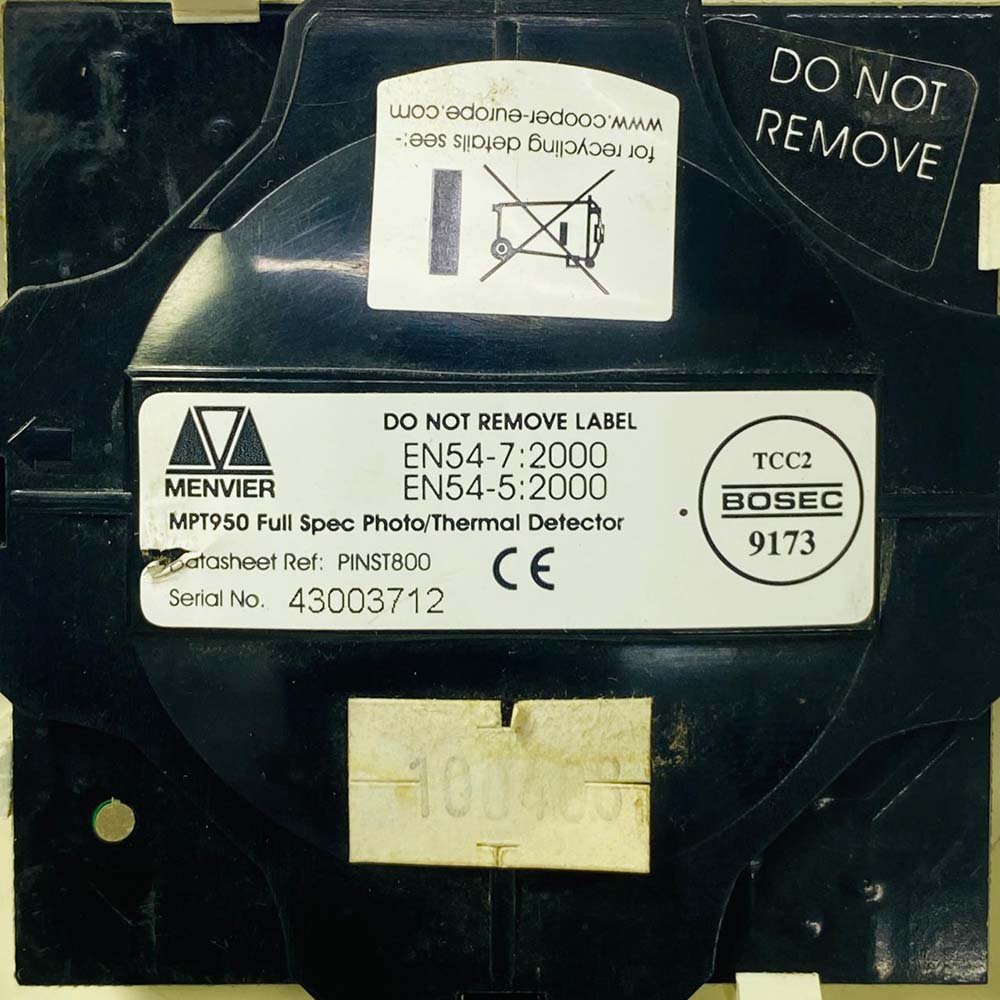 DO NOT
REMOVE
for recycling details see:-
www.cooper-europe.com
MENVIER
DO NOT REMOVE LABEL
EN54-7:2000
EN54-5:2000
MPT950 Full Spec Photo/Thermal Detector
Datasheet Ref: PINST800
CE
Serial No. 43003712
TCC2
BOSEC
9173